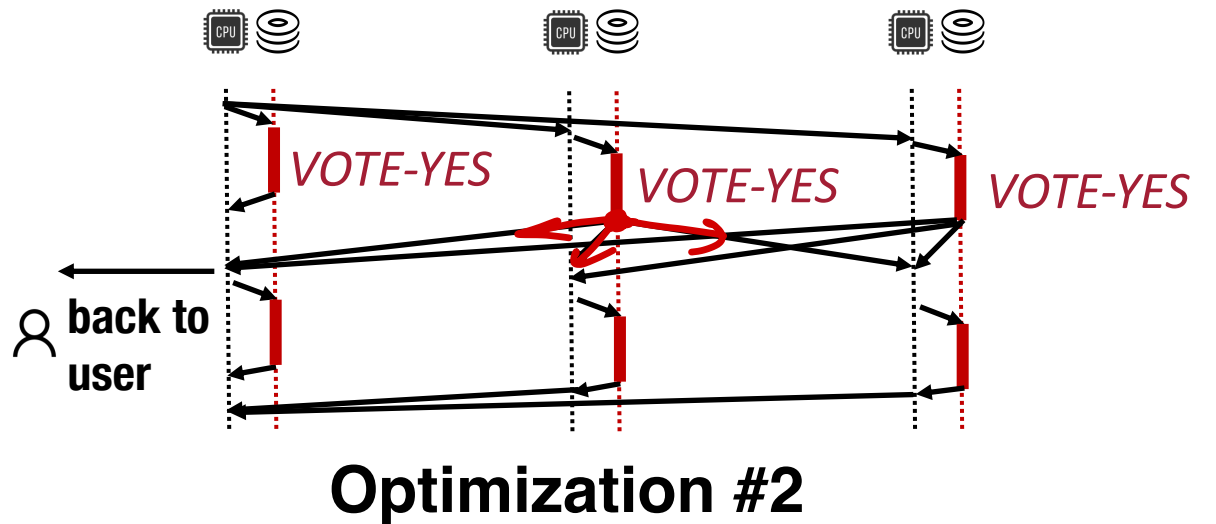 CPU
CPU
CPU
VOTE-YES
VOTE-YES
VOTE-YES
back to
user
Optimization #2